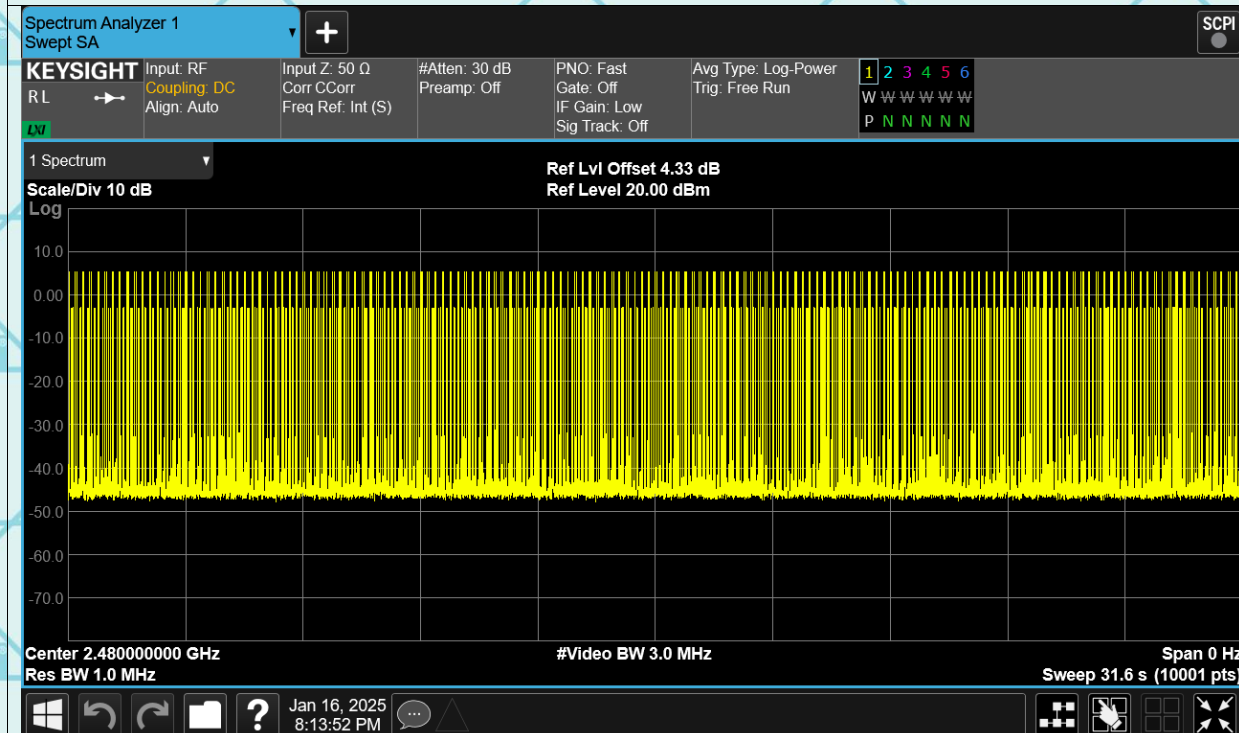 Spectrum Analyzer 1
Swept SA
+
SCPI
KEYSIGHT
RL
LXI
Input: RF
Coupling: DC
Align: Auto
Input Z: 50 Ω
Corr CCorr
Freq Ref: Int (S)
#Atten: 30 dB
Preamp: Off
PNO: Fast
Gate: Off
IF Gain: Low
Sig Track: Off
Avg Type: Log-Power
Trig: Free Run
1 2 3 4 5 6
W W W W W W
P N N N N N
1 Spectrum
Scale/Div 10 dB
Ref Lvl Offset 4.33 dB
Ref Level 20.00 dBm
Log
10.0
0.00
-10.0
-20.0
-30.0
-40.0
-50.0
-60.0
-70.0
Center 2.480000000 GHz
#Video BW 3.0 MHz
Span 0 Hz
Res BW 1.0 MHz
Sweep 31.6 s (10001 pts)
?
Jan 16, 2025
8:13:52 PM